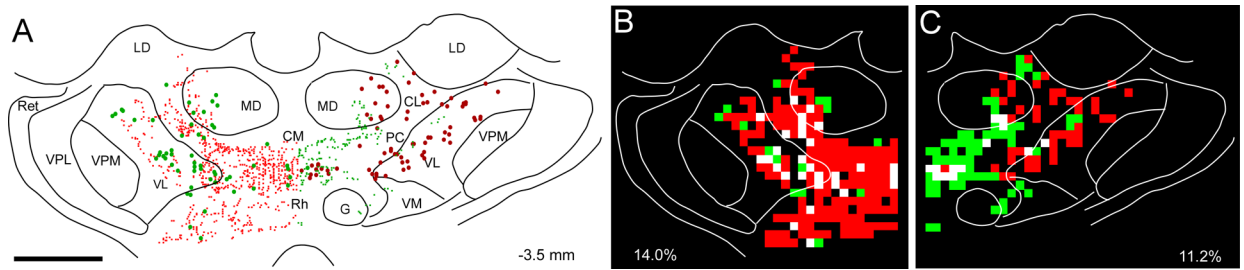 A
LD
LD
Ret
MD
MD
CL
CM
PC
VPL
VPM
VL
VL
VPM
Rh
G
VM
-3.5 mm
B
14.0%
C
11.2%